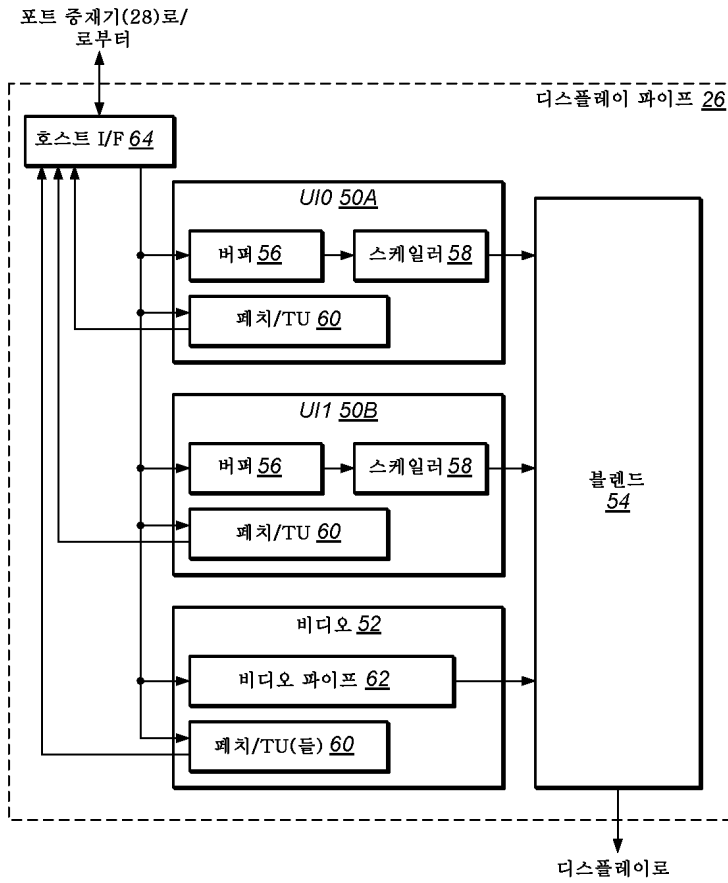 포트 중재기(28)로/
로부터
디스플레이 파이프 26
호스트 I/F 64
UI0 50A
버퍼 56
스케일러 58
페치/TU 60
UI1 50B
버퍼 56
스케일러 58
페치/TU 60
블렌드
54
비디오 52
비디오 파이프 62
페치/TU(들) 60
디스플레이로